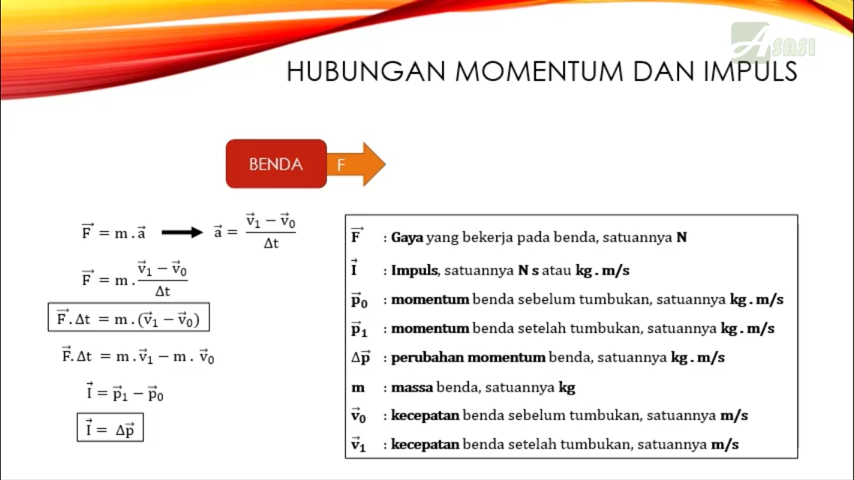 ASASI
HUBUNGAN MOMENTUM DAN IMPULS
BENDA F
F⃗ = m . a⃗ → a⃗ = (v⃗₁ − v⃗₀) / Δt
F⃗ = m . (v⃗₁ − v⃗₀) / Δt
F⃗. Δt = m . (v⃗₁ − v⃗₀)
F⃗. Δt = m . v⃗₁ − m . v⃗₀
I⃗ = p⃗₁ − p⃗₀
I⃗ = Δp⃗
F⃗ : Gaya yang bekerja pada benda, satuannya N
I⃗ : Impuls, satuannya N s atau kg . m/s
p⃗₀ : momentum benda sebelum tumbukan, satuannya kg . m/s
p⃗₁ : momentum benda setelah tumbukan, satuannya kg . m/s
Δp⃗ : perubahan momentum benda, satuannya kg . m/s
m : massa benda, satuannya kg
v⃗₀ : kecepatan benda sebelum tumbukan, satuannya m/s
v⃗₁ : kecepatan benda setelah tumbukan, satuannya m/s